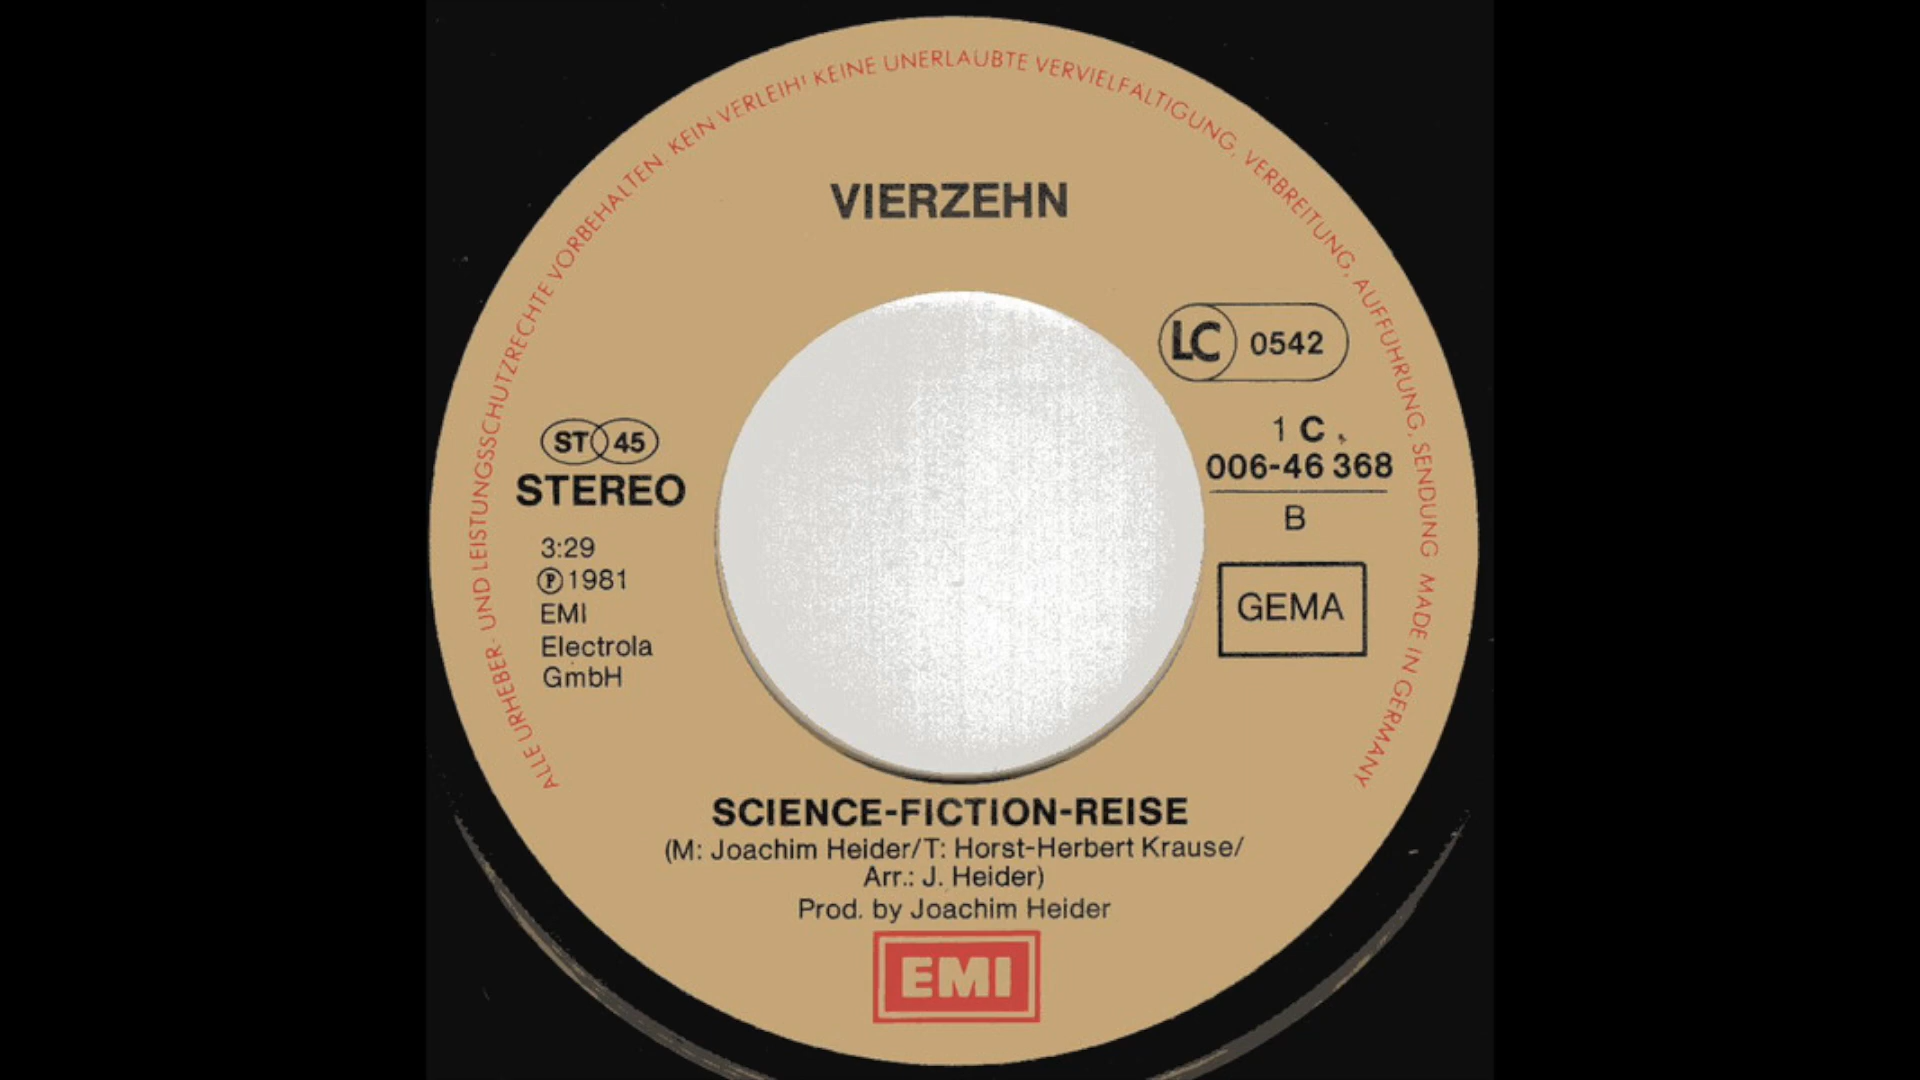 ALLE URHEBER- UND LEISTUNGSSCHUTZRECHTE VORBEHALTEN. KEIN VERLEIH! KEINE UNERLAUBTE VERVIELFÄLTIGUNG, VERBREITUNG, AUFFÜHRUNG, SENDUNG MADE IN GERMANY
VIERZEHN
LC 0542
ST 45
STEREO
3:29
Ⓟ1981
EMI
Electrola
GmbH
1 C
006-46 368
B
GEMA
SCIENCE-FICTION-REISE
(M: Joachim Heider/T: Horst-Herbert Krause/
Arr.: J. Heider)
Prod. by Joachim Heider
EMI